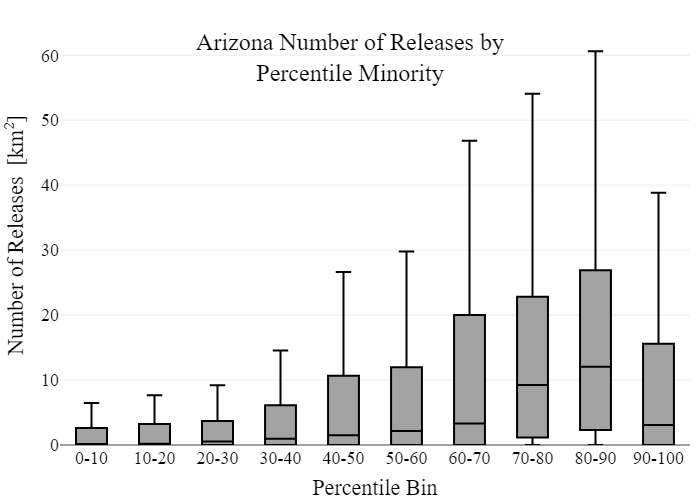 Arizona Number of Releases by
Percentile Minority
Number of Releases [km²]
60
50
40
30
20
10
0
0-10 10-20 20-30 30-40 40-50 50-60 60-70 70-80 80-90 90-100
Percentile Bin